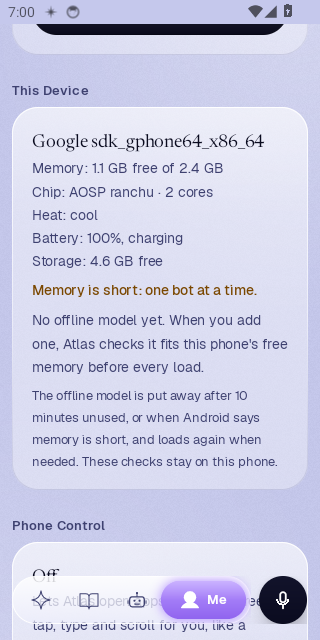 7:00
This Device
Google sdk_gphone64_x86_64
Memory: 1.1 GB free of 2.4 GB
Chip: AOSP ranchu · 2 cores
Heat: cool
Battery: 100%, charging
Storage: 4.6 GB free
Memory is short: one bot at a time.
No offline model yet. When you add
one, Atlas checks it fits this phone's free
memory before every load.
The offline model is put away after 10
minutes unused, or when Android says
memory is short, and loads again when
needed. These checks stay on this phone.
Phone Control
Off
Lets Atlas open apps
Me
tap, type and scroll for you, like a